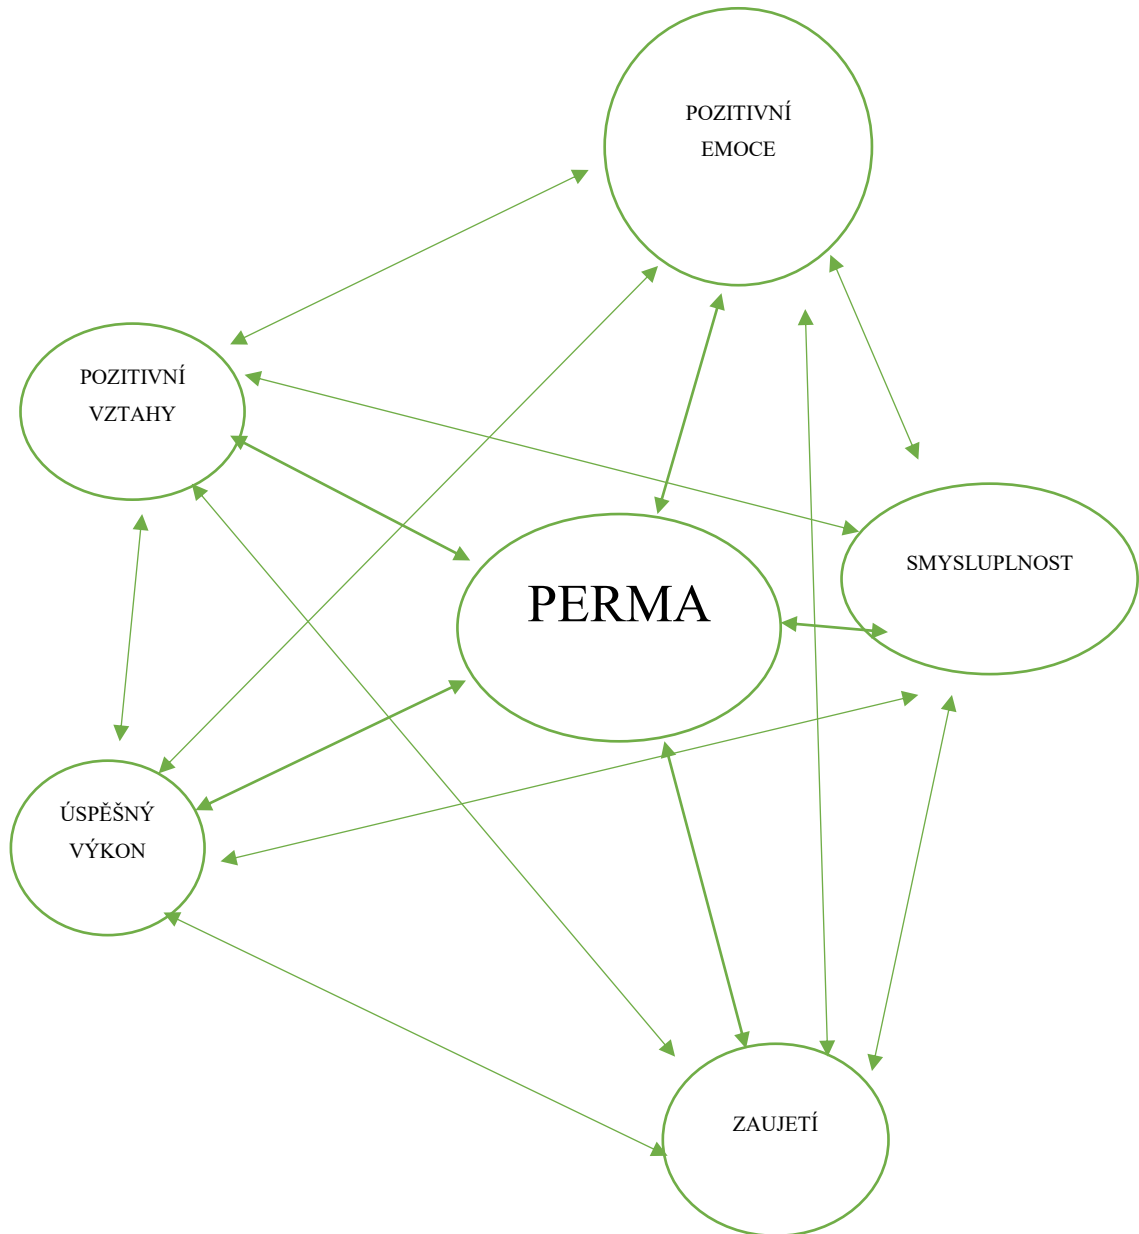 POZITIVNÍ
EMOCE
POZITIVNÍ
VZTAHY
SMYSLUPLNOST
PERMA
ÚSPĚŠNÝ
VÝKON
ZAUJETÍ